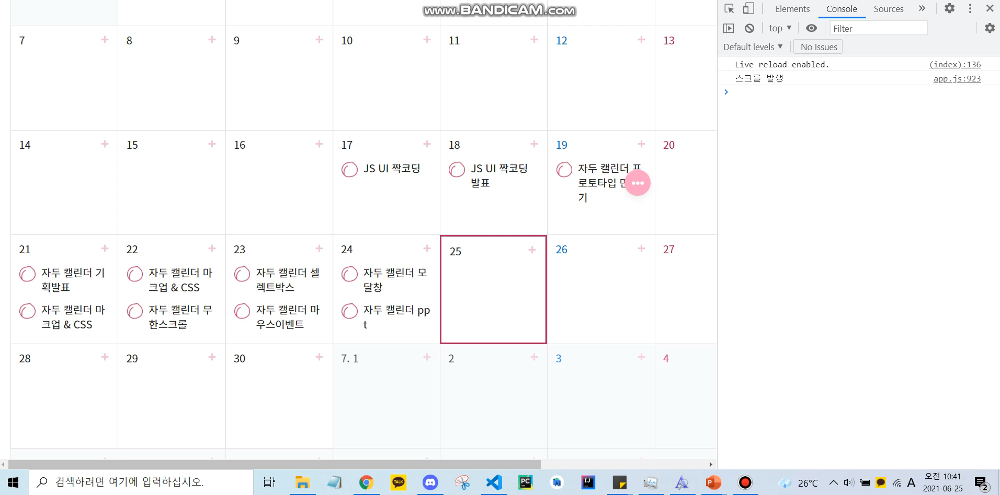 www.BANDICAM.com
7
8
9
10
11
12
13
14
15
16
17
18
19
20
JS UI 짝코딩
JS UI 짝코딩
발표
자두 캘린더 프
로토타입
기
21
22
23
24
25
26
27
자두 캘린더 기
획발표
자두 캘린더 마
크업 & CSS
자두 캘린더 마
크업 & CSS
자두 캘린더 무
한스크롤
자두 캘린더 셀
렉트박스
자두 캘린더 마
우스이벤트
자두 캘린더 모
달창
자두 캘린더 pp
t
28
29
30
7. 1
2
3
4
Elements Console Sources
top Filter
Default levels No Issues
Live reload enabled. (index):136
스크롤 발생 app.js:923
검색하려면 여기에 입력하십시오.
TALK
PC
IJ
26°C
A
오전 10:41
2021-06-25
2